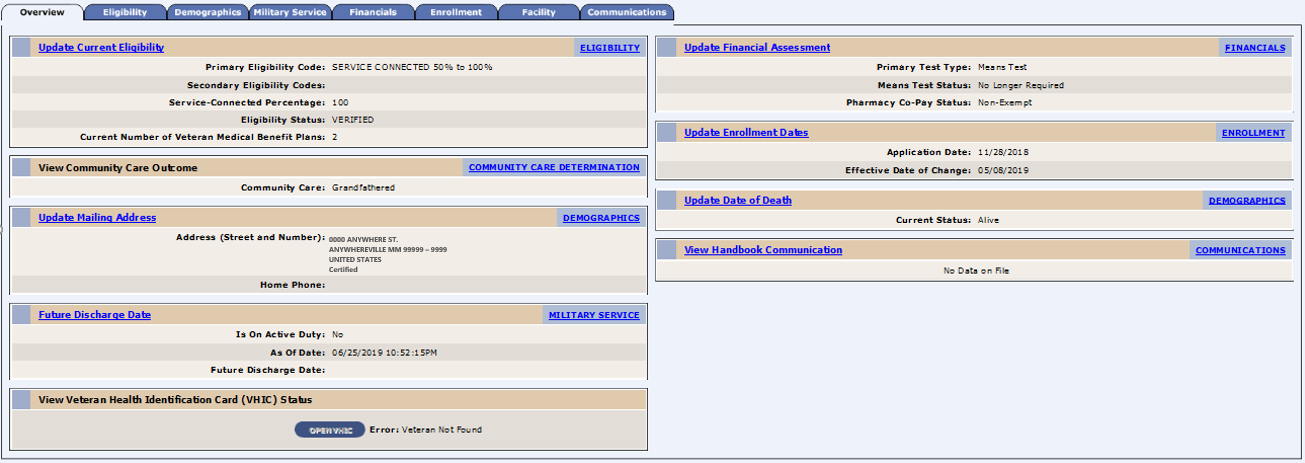 Overview Eligibility Demographics Military Service Financials Enrollment Facility Communications
Update Current Eligibility ELIGIBILITY
Primary Eligibility Code: SERVICE CONNECTED 50% to 100%
Secondary Eligibility Codes:
Service-Connected Percentage: 100
Eligibility Status: VERIFIED
Current Number of Veteran Medical Benefit Plans: 2
View Community Care Outcome COMMUNITY CARE DETERMINATION
Community Care: Grandfathered
Update Mailing Address DEMOGRAPHICS
Address (Street and Number): 0000 ANYWHERE ST.
ANYWHEREVILLE MM 99999 – 9999
UNITED STATES
Certified
Home Phone:
Future Discharge Date MILITARY SERVICE
Is On Active Duty: No
As Of Date: 06/25/2019 10:52:15PM
Future Discharge Date:
View Veteran Health Identification Card (VHIC) Status
OPEN VHIC Error: Veteran Not Found
Update Financial Assessment FINANCIALS
Primary Test Type: Means Test
Means Test Status: No Longer Required
Pharmacy Co-Pay Status: Non-Exempt
Update Enrollment Dates ENROLLMENT
Application Date: 11/28/2018
Effective Date of Change: 05/08/2019
Update Date of Death DEMOGRAPHICS
Current Status: Alive
View Handbook Communication COMMUNICATIONS
No Data on File